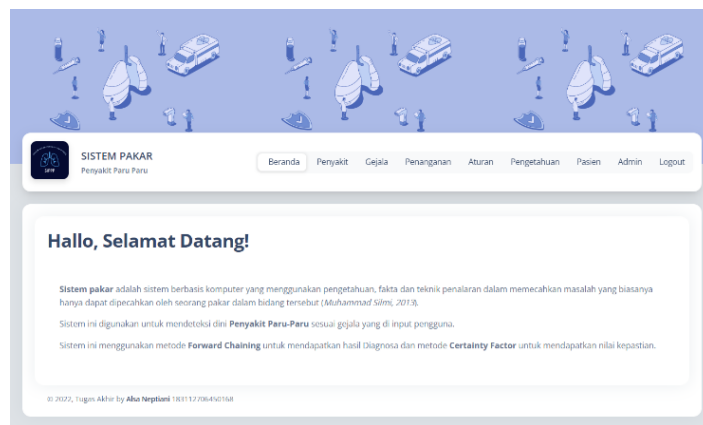 SISTEM PAKAR
Penyakit Paru Paru
Beranda Penyakit Gejala Penanganan Aturan Pengetahuan Pasien Admin Logout
Hallo, Selamat Datang!
Sistem pakar adalah sistem berbasis komputer yang menggunakan pengetahuan, fakta dan teknik penalaran dalam memecahkan masalah yang biasanya
hanya dapat dipecahkan oleh seorang pakar dalam bidang tersebut (Muhammad Silmi, 2013).
Sistem ini digunakan untuk mendeteksi dini Penyakit Paru-Paru sesuai gejala yang di input pengguna.
Sistem ini menggunakan metode Forward Chaining untuk mendapatkan hasil Diagnosa dan metode Certainty Factor untuk mendapatkan nilai kepastian.
© 2022, Tugas Akhir by Alsa Neptiani 183112706450168